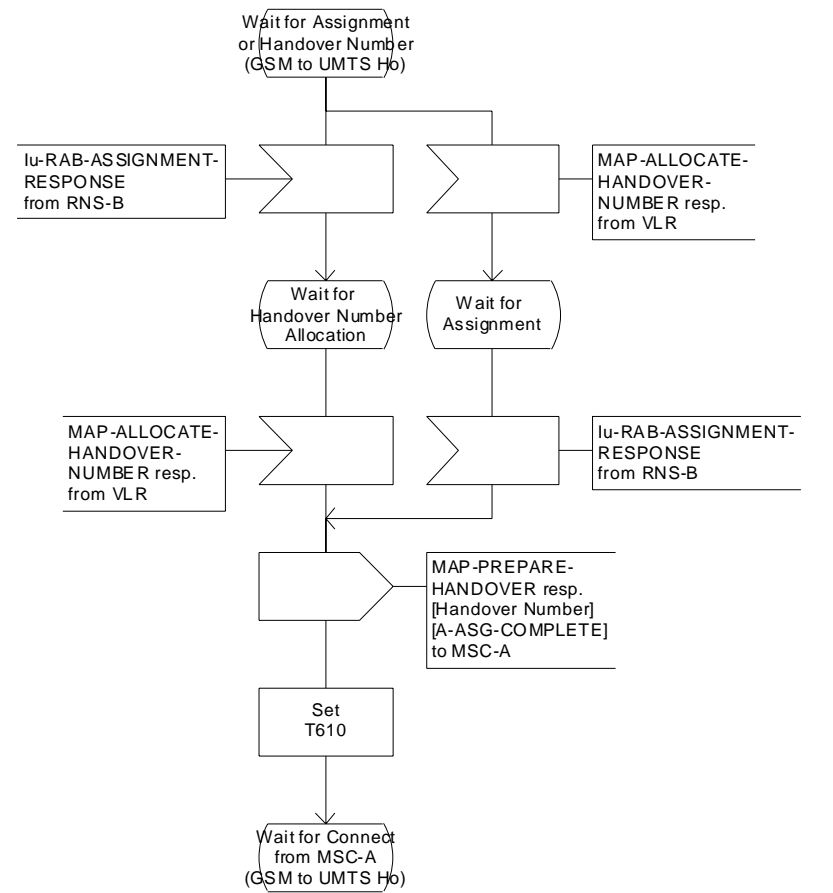 Wait for Assignment
or Handover Number
(GSM to UMTS Ho)
Iu-RAB-ASSIGNMENT-
RESPONSE
from RNS-B
MAP-ALLOCATE-
HANDOVER-
NUMBER resp.
from VLR
Wait for
Handover Number
Allocation
Wait for
Assignment
MAP-ALLOCATE-
HANDOVER-
NUMBER resp.
from VLR
Iu-RAB-ASSIGNMENT-
RESPONSE
from RNS-B
MAP-PREPARE-
HANDOVER resp.
[Handover Number]
[A-ASG-COMPLETE]
to MSC-A
Set
T610
Wait for Connect
from MSC-A
(GSM to UMTS Ho)